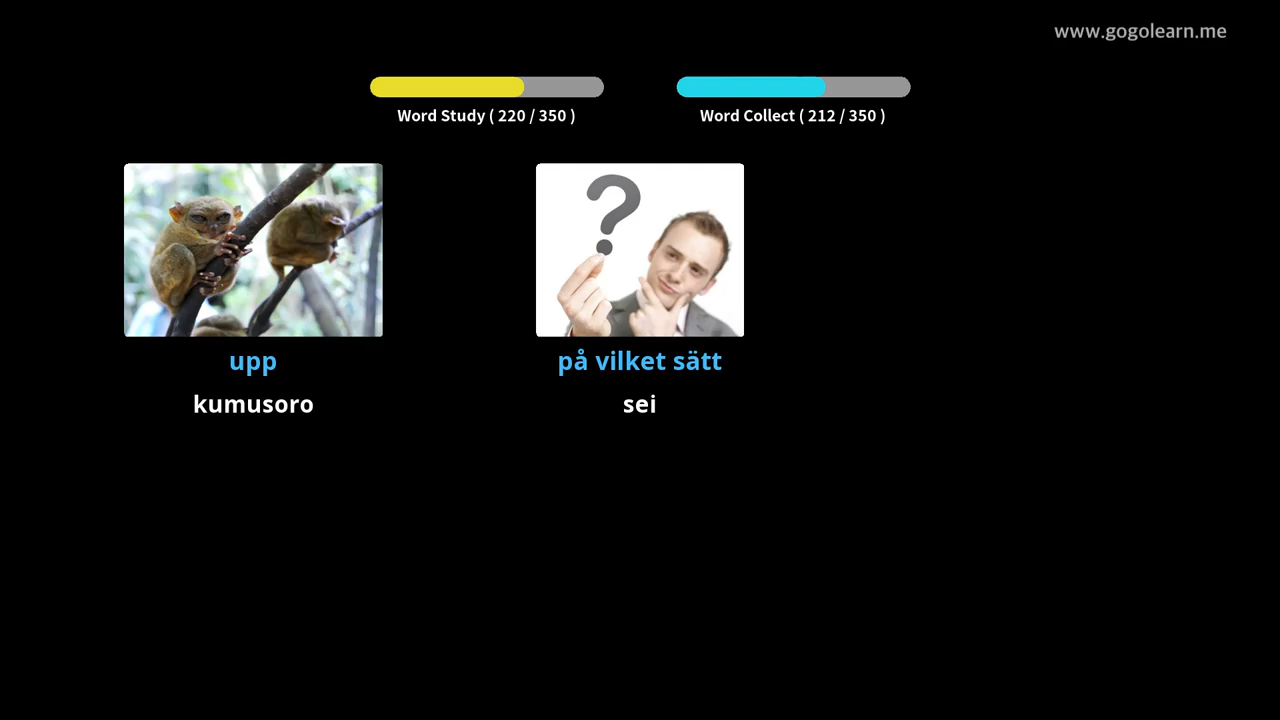 www.gogolearn.me
Word Study ( 220 / 350 )
Word Collect ( 212 / 350 )
upp
på vilket sätt
kumusoro
sei